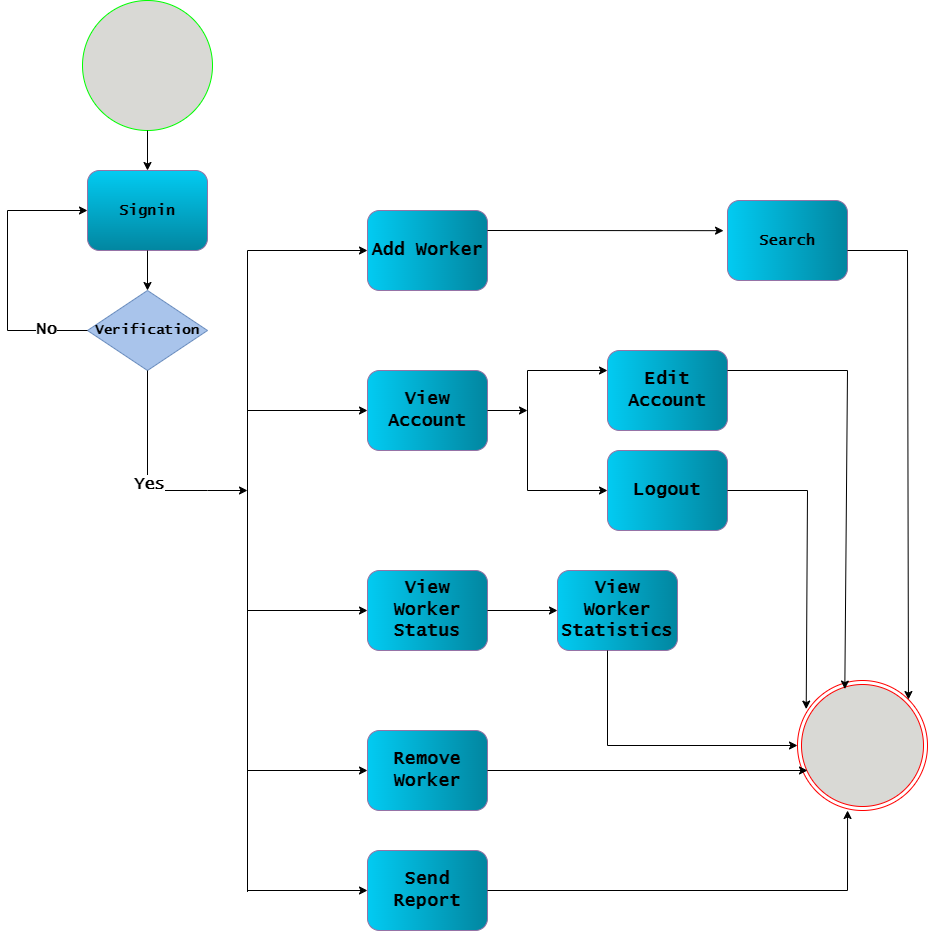 Signin
Verification
No
Yes
Add Worker
Search
View
Account
Edit
Account
Logout
View
Worker
Status
View
Worker
Statistics
Remove
Worker
Send
Report